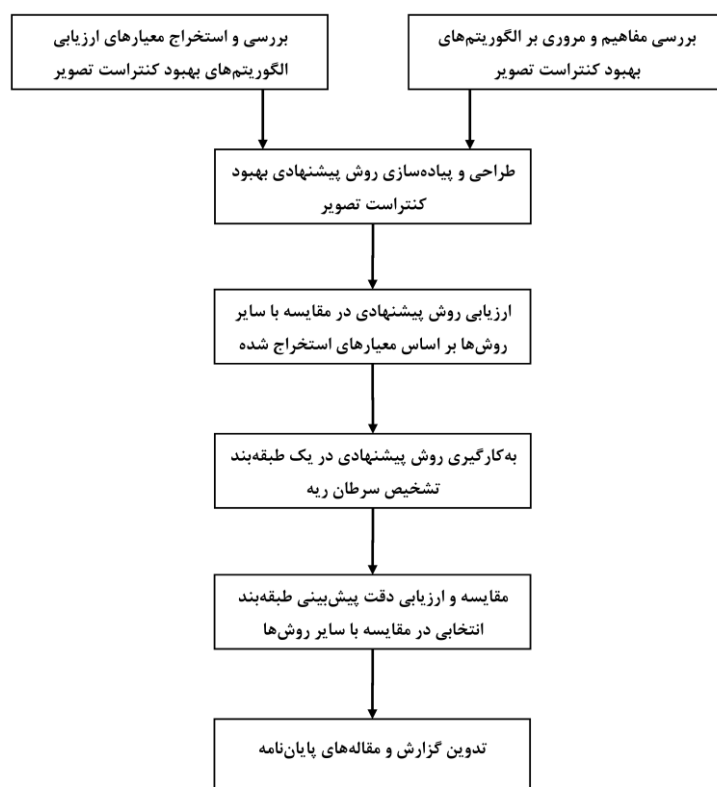 بررسی مفاهیم و مروری بر الگوریتم‌های
بهبود کنتراست تصویر
بررسی و استخراج معیارهای ارزیابی
الگوریتم‌های بهبود کنتراست تصویر
طراحی و پیاده‌سازی روش پیشنهادی بهبود
کنتراست تصویر
ارزیابی روش پیشنهادی در مقایسه با سایر
روش‌ها بر اساس معیارهای استخراج شده
به‌کارگیری روش پیشنهادی در یک طبقه‌بند
تشخیص سرطان ریه
مقایسه و ارزیابی دقت پیش‌بینی طبقه‌بند
انتخابی در مقایسه با سایر روش‌ها
تدوین گزارش و مقاله‌های پایان‌نامه